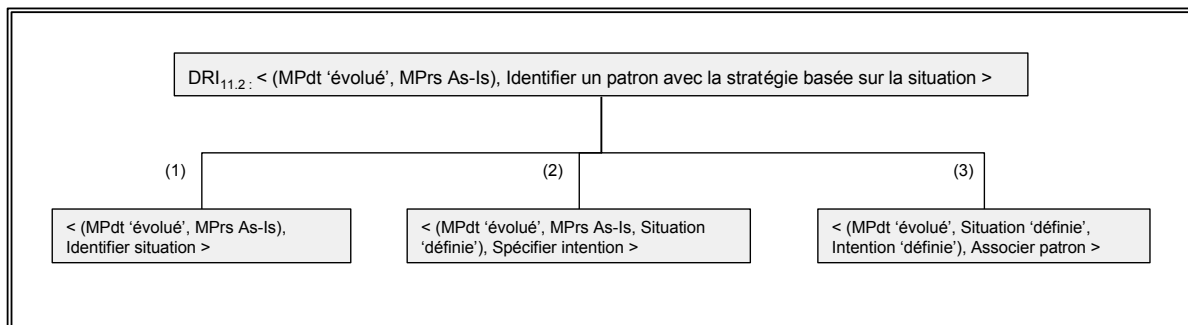 DRI11.2 : < (MPdt ‘évolué’, MPrs As-Is), Identifier un patron avec la stratégie basée sur la situation >
(1)
(2)
(3)
< (MPdt ‘évolué’, MPrs As-Is),
Identifier situation >
< (MPdt ‘évolué’, MPrs As-Is, Situation
‘définie’), Spécifier intention >
< (MPdt ‘évolué’, Situation ‘définie’,
Intention ‘définie’), Associer patron >